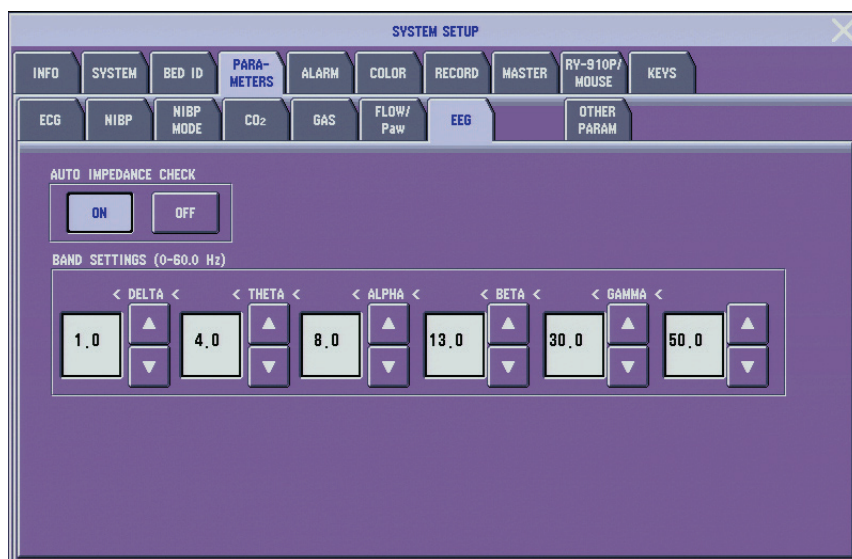 SYSTEM SETUP
INFO SYSTEM BED ID PARA-METERS ALARM COLOR RECORD MASTER RY-910P/MOUSE KEYS
ECG NIBP NIBP MODE CO₂ GAS FLOW/Paw EEG OTHER PARAM
AUTO IMPEDANCE CHECK
ON OFF
BAND SETTINGS (0-60.0 Hz)
< DELTA < < THETA < < ALPHA < < BETA < < GAMMA <
1.0 4.0 8.0 13.0 30.0 50.0